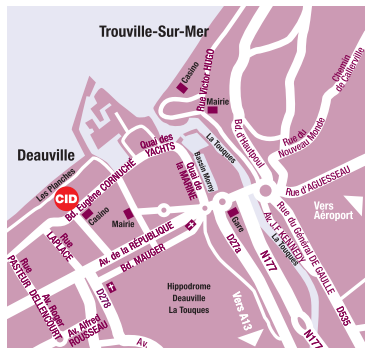 Trouville-Sur-Mer
Casino
Rue Victor HUGO
Mairie
Chemin
de Callerville
Bd. d'Hautpoul
Rue du
Nouveau Monde
La Touques
Quai des
YACHTS
Bassin Morny
Quai de
la MARINE
Deauville
Les Planches
CID
Bd. Eugène CORNUCHÉ
Casino
Mairie
Rue d'AGUESSEAU
Vers
Aéroport
Gare
Av. de la RÉPUBLIQUE
Bd. MAUGER
Rue
LAPLACE
Rue
PASTEUR
Av. Roger
DELLENCOURT
Av. Alfred
ROUSSEAU
D278
Av.
D27a
N177
Av. J.F KENNEDY
La Touques
Rue du Général DE GAULLE
D535
N177
Hippodrome
Deauville
La Touques
Vers A13